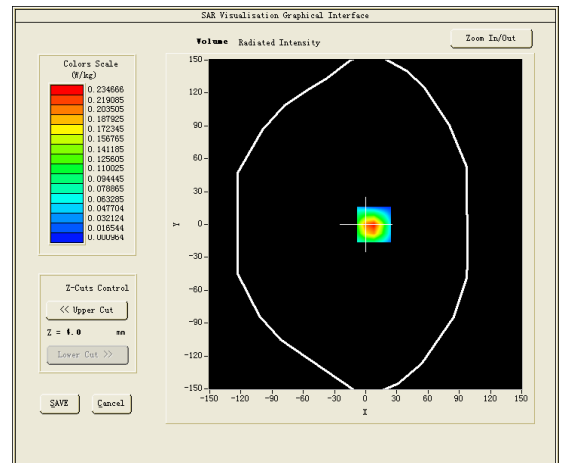 SAR Visualisation Graphical Interface
Volume Radiated Intensity
Zoom In/Out
Colors Scale
(W/kg)
0.234666
0.219085
0.203505
0.187925
0.172345
0.156765
0.141185
0.125605
0.110025
0.094445
0.078865
0.063285
0.047704
0.032124
0.016544
0.000964
150
120
90
60
30
0
-30
-60
-90
-120
-150
Y
-150 -120 -90 -60 -30 0 30 60 90 120 150
X
Z-Cuts Control
<< Upper Cut
Z = 4.0 mm
Lower Cut >>
SAVE Cancel